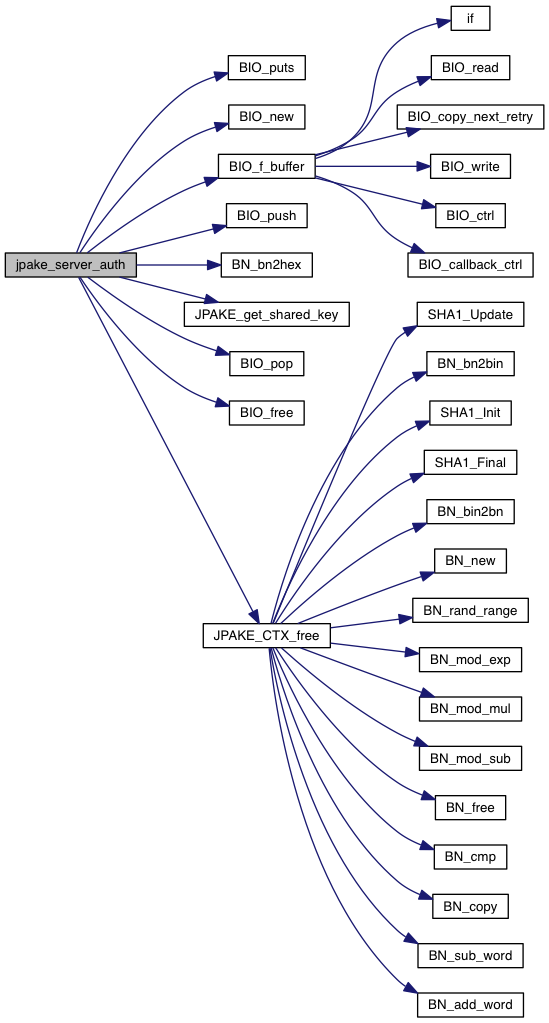 if
BIO_puts
BIO_read
BIO_new
BIO_copy_next_retry
BIO_f_buffer
BIO_write
BIO_push
BIO_ctrl
jpake_server_auth
BN_bn2hex
BIO_callback_ctrl
JPAKE_get_shared_key
SHA1_Update
BIO_pop
BN_bn2bin
BIO_free
SHA1_Init
SHA1_Final
BN_bin2bn
BN_new
BN_rand_range
JPAKE_CTX_free
BN_mod_exp
BN_mod_mul
BN_mod_sub
BN_free
BN_cmp
BN_copy
BN_sub_word
BN_add_word